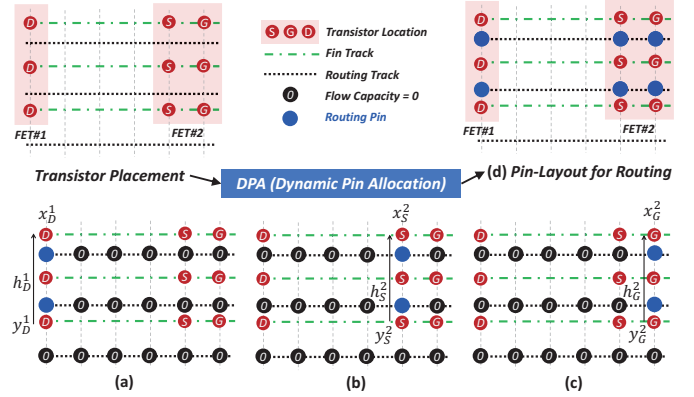 D S G
D S G
D S G
FET#1 FET#2
S G D Transistor Location
Fin Track
Routing Track
0 Flow Capacity = 0
Routing Pin
D S G
D S G
D S G
FET#1 FET#2
Transistor Placement
DPA (Dynamic Pin Allocation)
(d) Pin-Layout for Routing
x_D^1
D S G
0 0 0 0 0
h_D^1 D S G
0 0 0 0 0
y_D^1 D S G
0 0 0 0 0 0
(a)
x_S^2
D S G
0 0 0 0 0
D h_S^2 S G
0 0 0 0 0
D S G
y_S^2
0 0 0 0 0 0
(b)
x_G^2
D S G
0 0 0 0 0
D S h_G^2 G
0 0 0 0 0
D S G
y_G^2
0 0 0 0 0 0
(c)